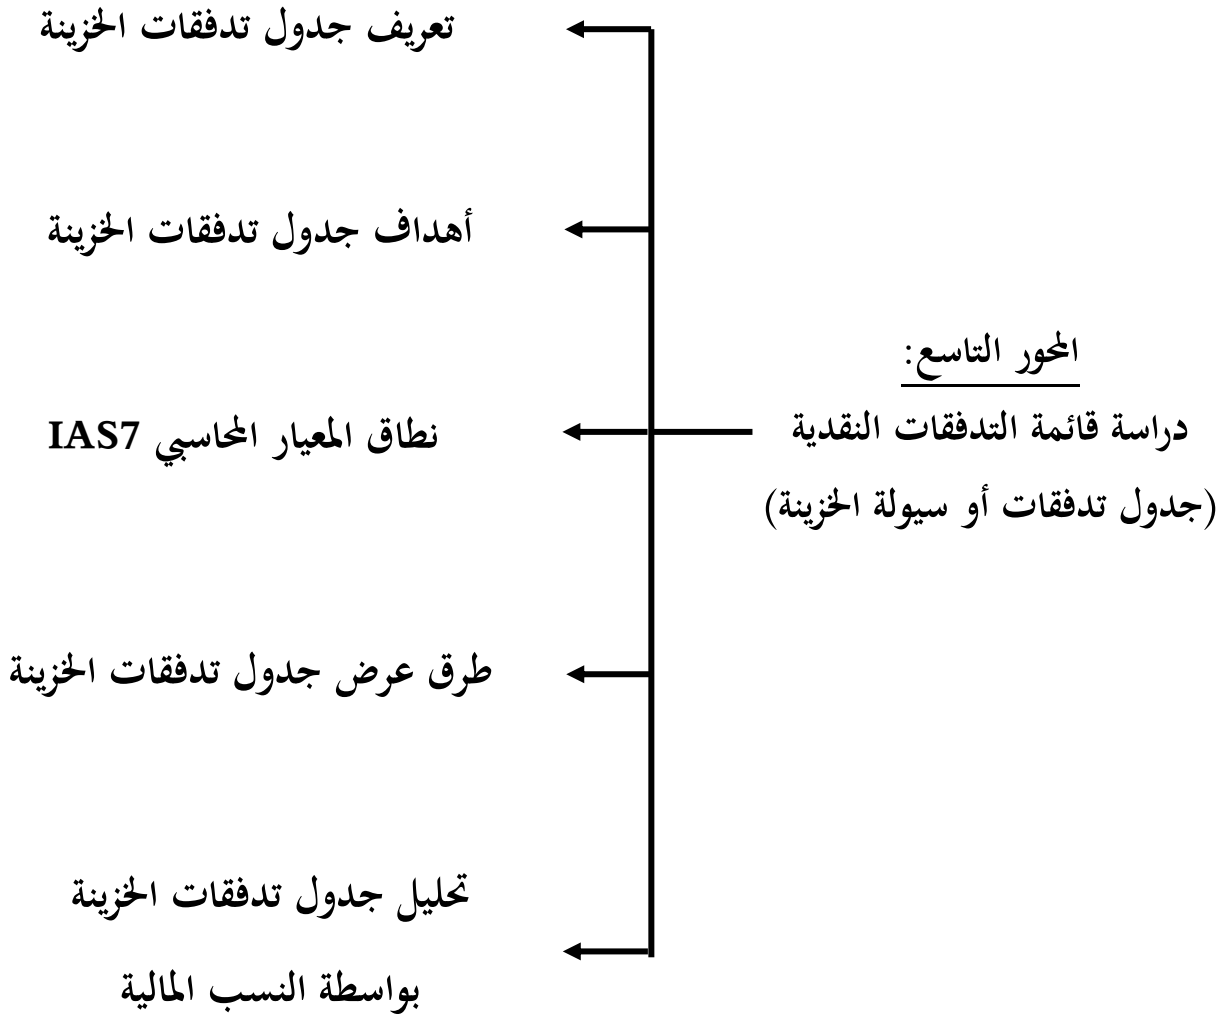 المحور التاسع:
دراسة قائمة التدفقات النقدية
(جدول تدفقات أو سيولة الخزينة)
تعريف جدول تدفقات الخزينة
أهداف جدول تدفقات الخزينة
نطاق المعيار المحاسبي IAS7
طرق عرض جدول تدفقات الخزينة
تحليل جدول تدفقات الخزينة
بواسطة النسب المالية